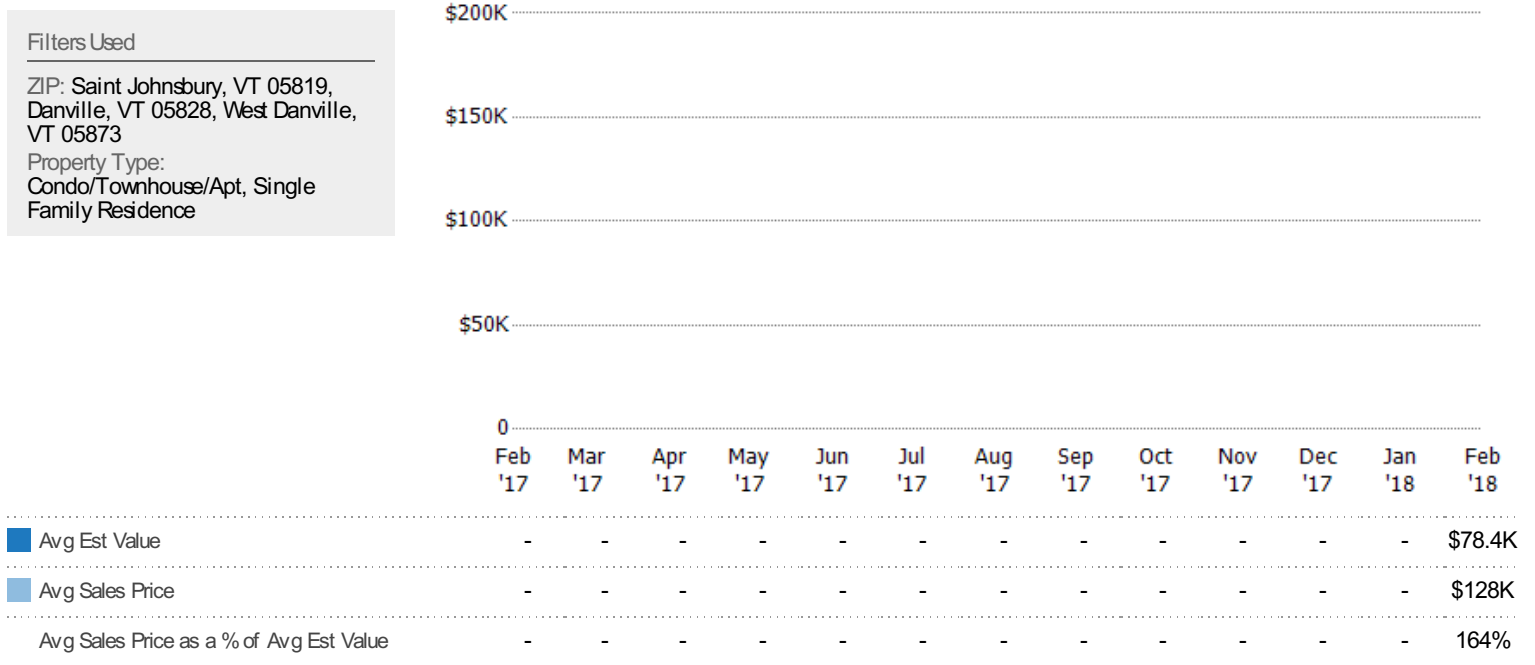 Filters Used
ZIP: Saint Johnsbury, VT 05819,
Danville, VT 05828, West Danville,
VT 05873
Property Type:
Condo/Townhouse/Apt, Single
Family Residence
$200K
$150K
$100K
$50K
0
Feb Mar Apr May Jun Jul Aug Sep Oct Nov Dec Jan Feb
'17 '17 '17 '17 '17 '17 '17 '17 '17 '17 '17 '18 '18
Avg Est Value - - - - - - - - - - - - $78.4K
Avg Sales Price - - - - - - - - - - - - $128K
Avg Sales Price as a % of Avg Est Value - - - - - - - - - - - - 164%